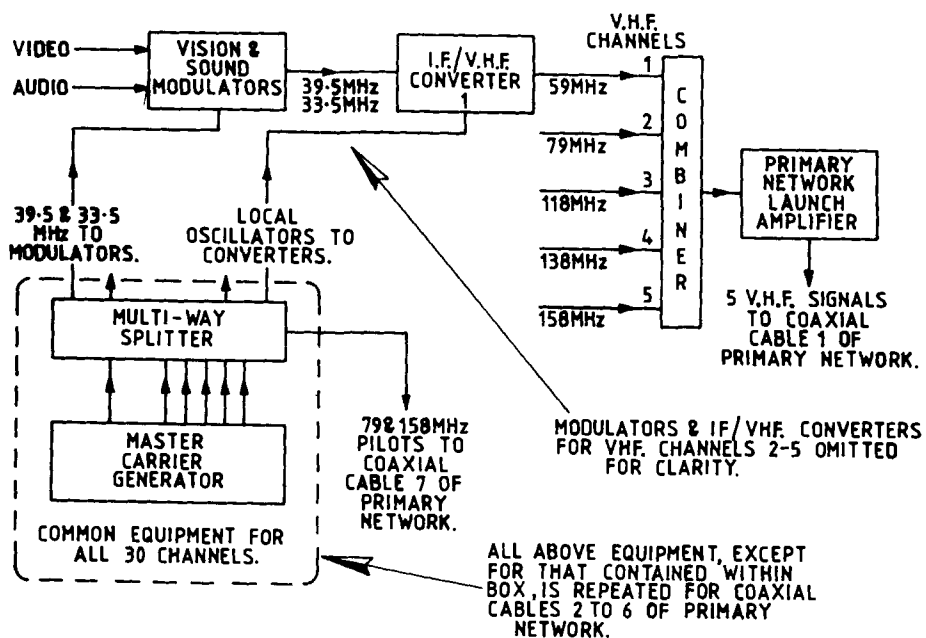 VIDEO
AUDIO
VISION &
SOUND
MODULATORS
39·5MHz
33·5MHz
I.F./V.H.F.
CONVERTER
1
V.H.F.
CHANNELS
59MHz
1
79MHz
2
118MHz
3
138MHz
4
158MHz
5
COMBINER
PRIMARY
NETWORK
LAUNCH
AMPLIFIER
5 V.H.F. SIGNALS
TO COAXIAL
CABLE 1 OF
PRIMARY NETWORK.
39·5 & 33·5
MHz TO
MODULATORS.
LOCAL
OSCILLATORS TO
CONVERTERS.
MULTI-WAY
SPLITTER
MASTER
CARRIER
GENERATOR
COMMON EQUIPMENT FOR
ALL 30 CHANNELS.
79&158MHz
PILOTS TO
COAXIAL
CABLE 7 OF
PRIMARY
NETWORK.
MODULATORS & IF/VHF. CONVERTERS
FOR VHF. CHANNELS 2-5 OMITTED
FOR CLARITY.
ALL ABOVE EQUIPMENT, EXCEPT
FOR THAT CONTAINED WITHIN
BOX, IS REPEATED FOR COAXIAL
CABLES 2 TO 6 OF PRIMARY
NETWORK.